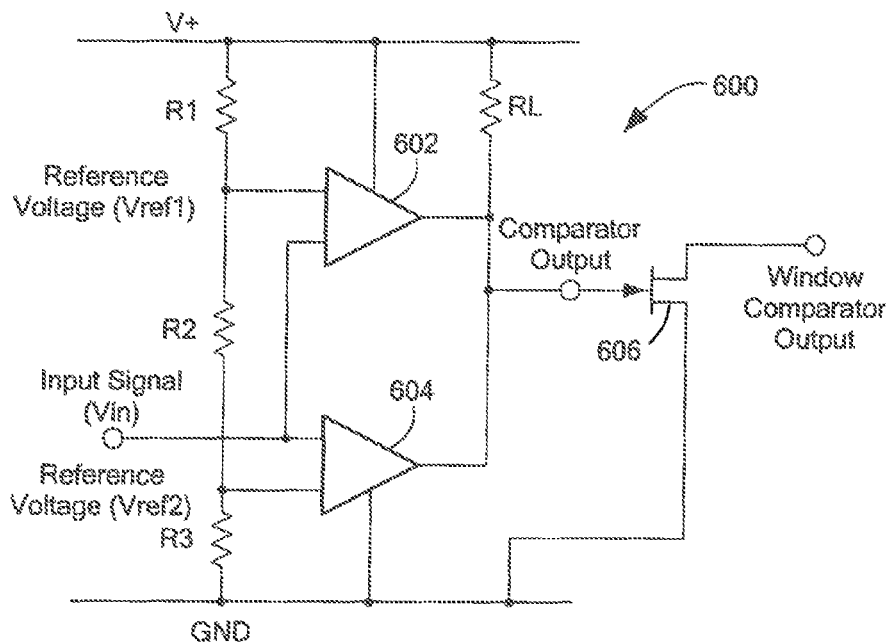 V+
R1
RL
600
602
Reference
Voltage (Vref1)
Comparator
Output
Window
Comparator
Output
R2
606
Input Signal
(Vin)
604
Reference
Voltage (Vref2)
R3
GND